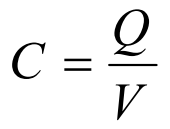 C = Q/V